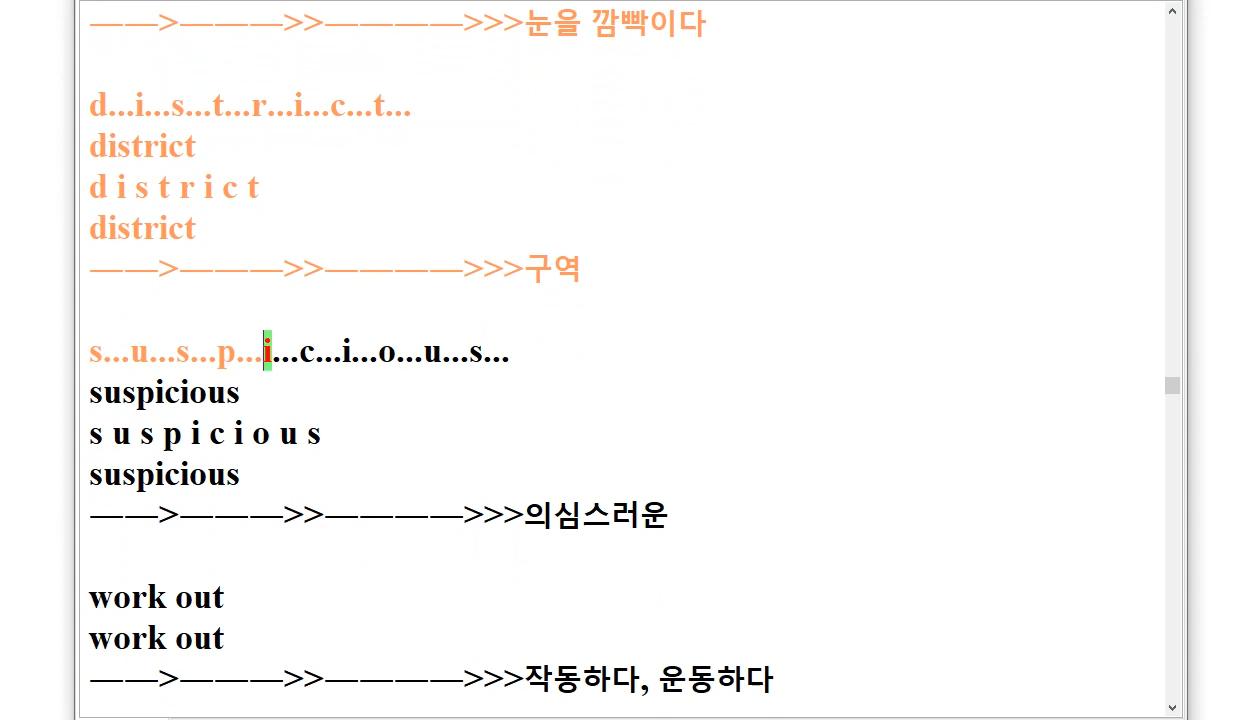 ——>———>>————>>>눈을 깜빡이다
d...i...s...t...r...i...c...t...
district
d i s t r i c t
district
——>———>>————>>>구역
s...u...s...p...i...c...i...o...u...s...
suspicious
s u s p i c i o u s
suspicious
——>———>>————>>>의심스러운
work out
work out
——>———>>————>>>작동하다, 운동하다